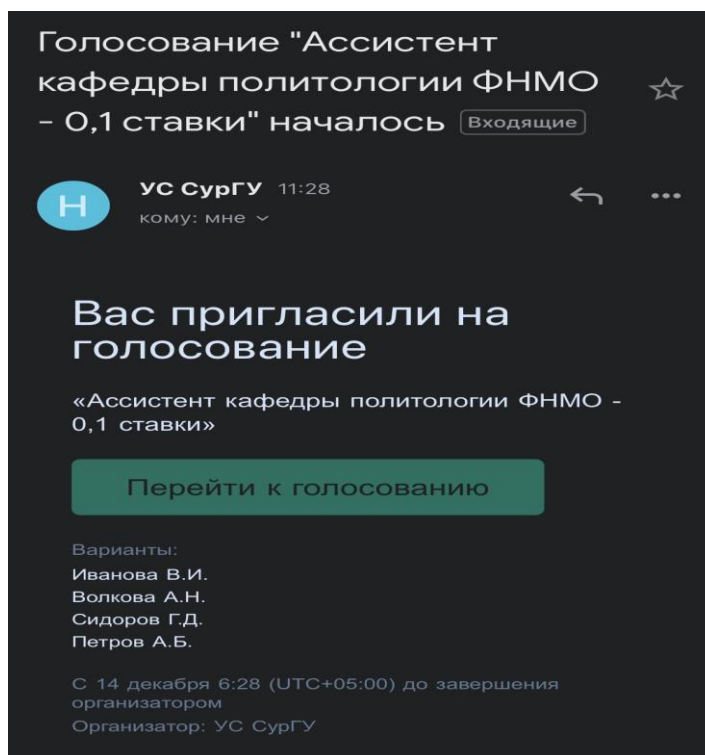 Голосование "Ассистент
кафедры политологии ФНМО
- 0,1 ставки" началось Входящие
Н
УС СурГУ 11:28
кому: мне
Вас пригласили на
голосование
«Ассистент кафедры политологии ФНМО -
0,1 ставки»
Перейти к голосованию
Варианты:
Иванова В.И.
Волкова А.Н.
Сидоров Г.Д.
Петров А.Б.
С 14 декабря 6:28 (UTC+05:00) до завершения
организатором
Организатор: УС СурГУ